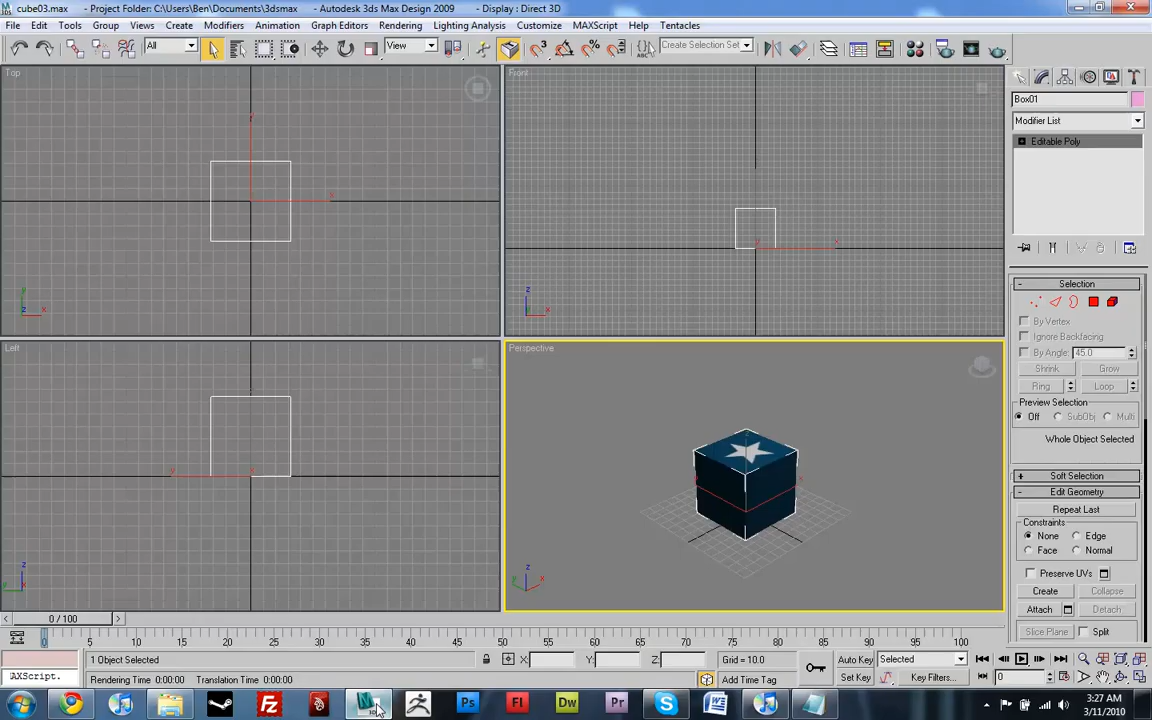 cube03.max - Project Folder: C:\Users\Ben\Documents\3dsmax - Autodesk 3ds Max Design 2009 - Display : Direct 3D
File Edit Tools Group Views Create Modifiers Animation Graph Editors Rendering Lighting Analysis Customize MAXScript Help Tentacles
All View Create Selection Set
Top Front
Left Perspective
Box01
Modifier List
Editable Poly
Selection
By Vertex
Ignore Backfacing
By Angle: 45.0
Shrink Grow
Ring Loop
Preview Selection
Off SubObj Multi
Whole Object Selected
Soft Selection
Edit Geometry
Repeat Last
Constraints
None Edge
Face Normal
Preserve UVs
Create Collapse
Attach Detach
Slice Plane Split
0 / 100
0 5 10 15 20 25 30 35 40 45 50 55 60 65 70 75 80 85 90 95 100
1 Object Selected X: Y: Z: Grid = 10.0 Auto Key Selected
AXScript. Rendering Time: 0:00:00 Translation Time: 0:00:00 Add Time Tag Set Key Key Filters... 0
Ps Fl Dw Pr
3:27 AM
3/11/2010